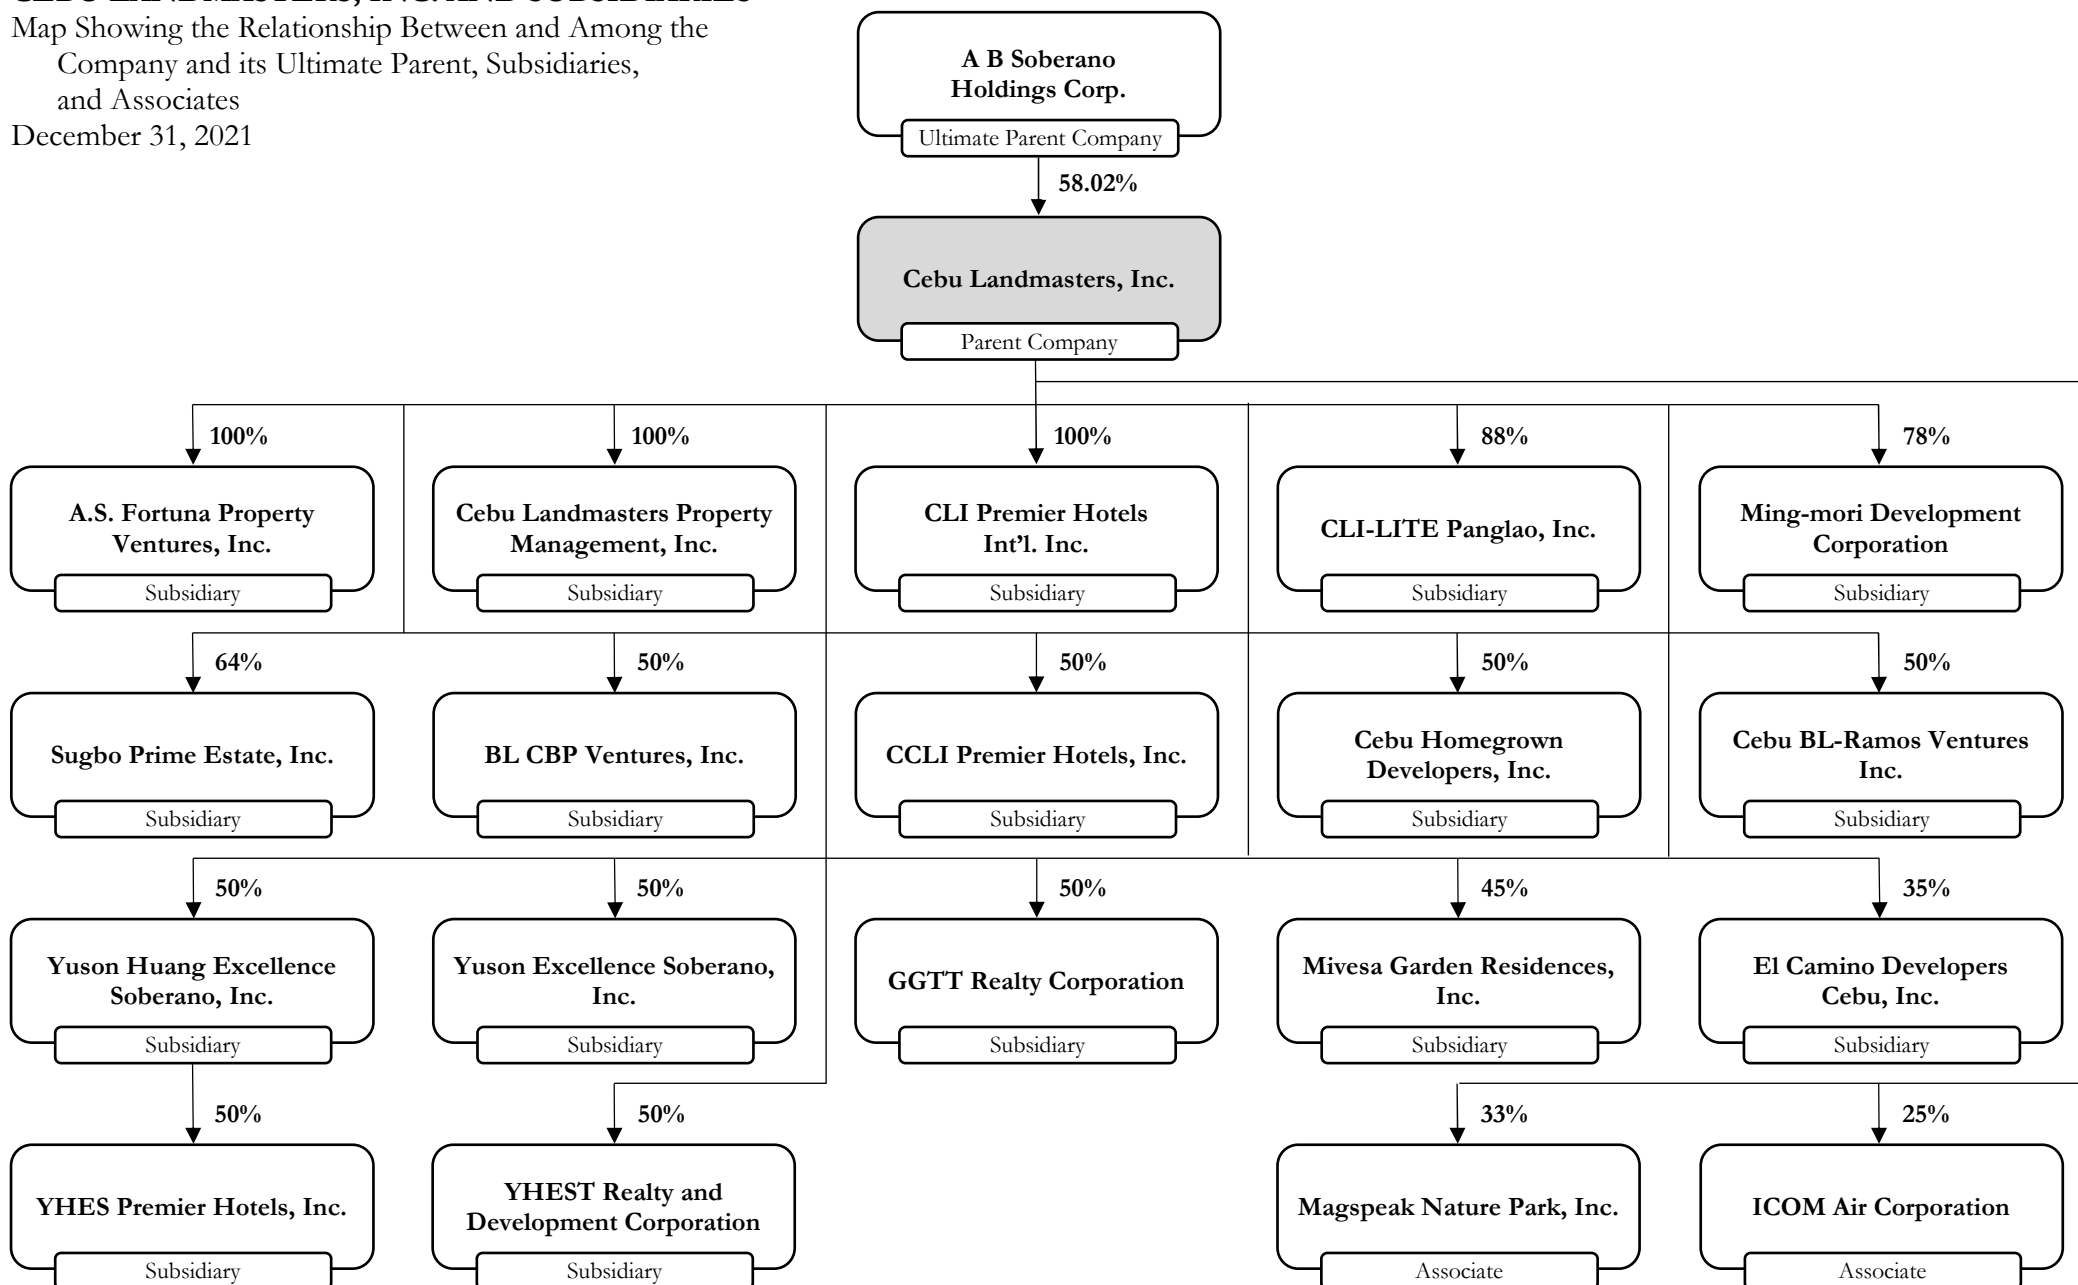 CEBU LANDMASTERS, INC. AND SUBSIDIARIES
Map Showing the Relationship Between and Among the
Company and its Ultimate Parent, Subsidiaries,
and Associates
December 31, 2021
A B Soberano
Holdings Corp.
Ultimate Parent Company
58.02%
Cebu Landmasters, Inc.
Parent Company
100%
A.S. Fortuna Property
Ventures, Inc.
Subsidiary
100%
Cebu Landmasters Property
Management, Inc.
Subsidiary
100%
CLI Premier Hotels
Int’l. Inc.
Subsidiary
88%
CLI-LITE Panglao, Inc.
Subsidiary
78%
Ming-mori Development
Corporation
Subsidiary
64%
Sugbo Prime Estate, Inc.
Subsidiary
50%
BL CBP Ventures, Inc.
Subsidiary
50%
CCLI Premier Hotels, Inc.
Subsidiary
50%
Cebu Homegrown
Developers, Inc.
Subsidiary
50%
Cebu BL-Ramos Ventures
Inc.
Subsidiary
50%
Yuson Huang Excellence
Soberano, Inc.
Subsidiary
50%
Yuson Excellence Soberano,
Inc.
Subsidiary
50%
GGTT Realty Corporation
Subsidiary
45%
Mivesa Garden Residences,
Inc.
Subsidiary
35%
El Camino Developers
Cebu, Inc.
Subsidiary
50%
YHES Premier Hotels, Inc.
Subsidiary
50%
YHEST Realty and
Development Corporation
Subsidiary
33%
Magspeak Nature Park, Inc.
Associate
25%
ICOM Air Corporation
Associate